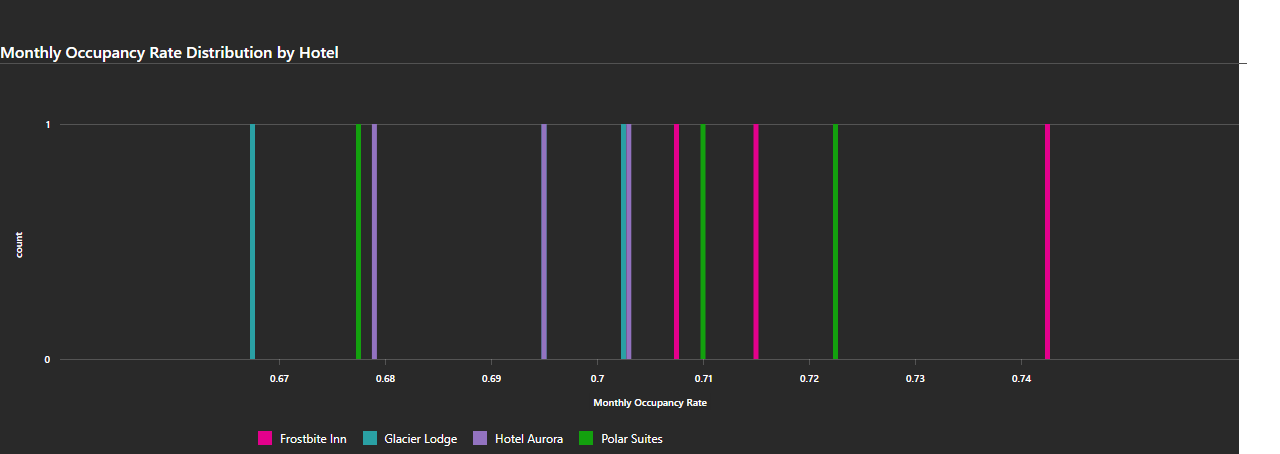 Monthly Occupancy Rate Distribution by Hotel
1
count
0
0.67 0.68 0.69 0.7 0.71 0.72 0.73 0.74
Monthly Occupancy Rate
Frostbite Inn Glacier Lodge Hotel Aurora Polar Suites